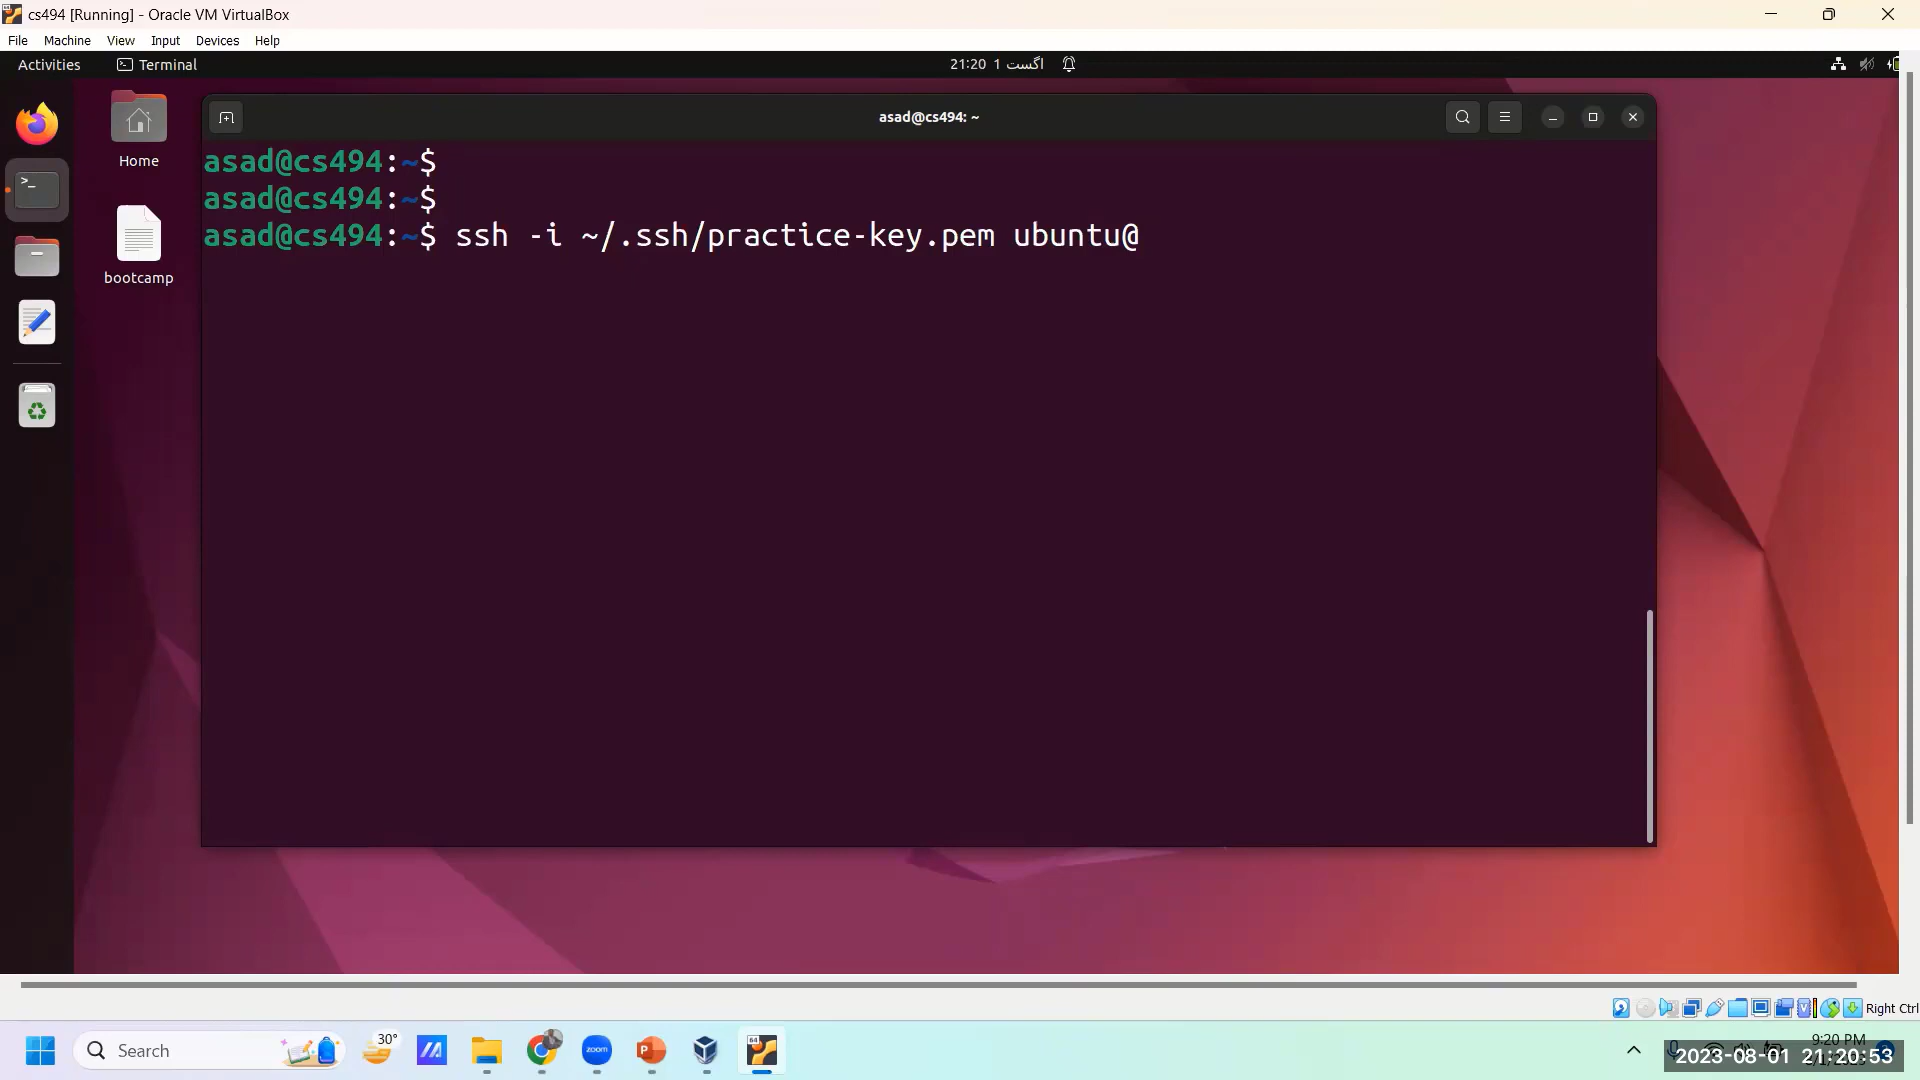 cs494 [Running] - Oracle VM VirtualBox
File Machine View Input Devices Help
Activities Terminal 21:20 1 اگست
asad@cs494: ~
Home
bootcamp
asad@cs494:~$
asad@cs494:~$
asad@cs494:~$ ssh -i ~/.ssh/practice-key.pem ubuntu@
Right Ctrl
Search
30°
zoom
P
64
9:20 PM
2023-08-01 21:20:53